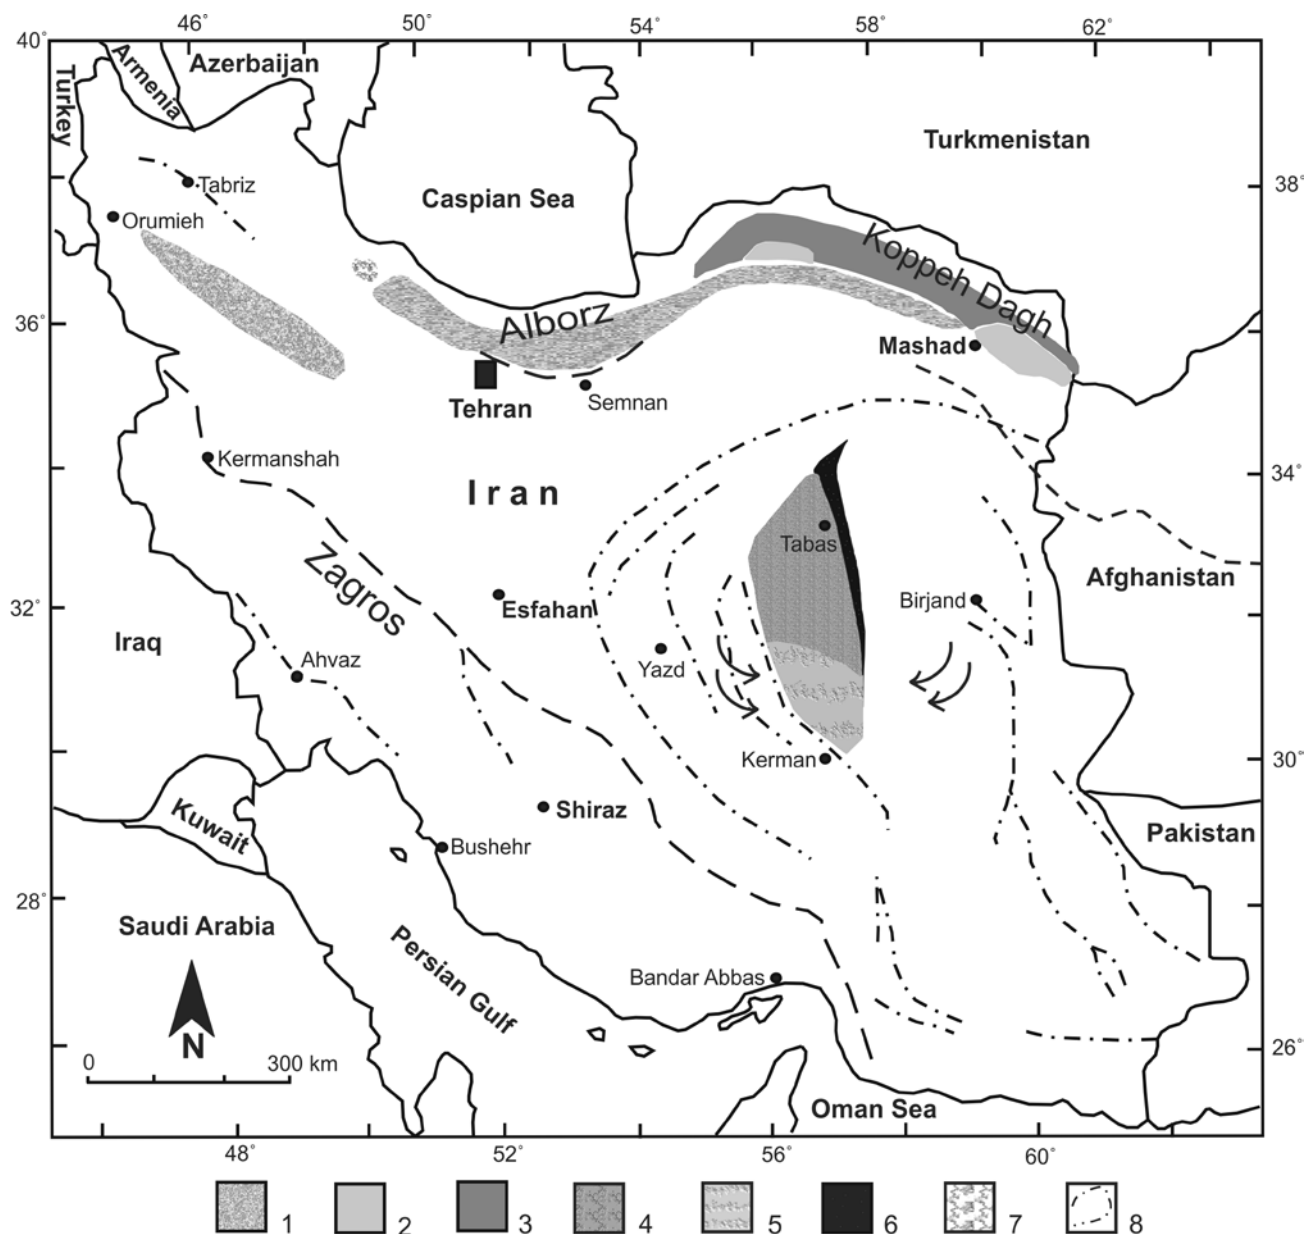 46°
50°
54°
58°
62°
40°
Turkey
Armenia
Azerbaijan
Turkmenistan
38°
38°
Tabriz
Caspian Sea
Orumieh
Koppeh Dagh
36°
Alborz
Mashad
Tehran
Semnan
Kermanshah
34°
Iran
Tabas
Zagros
Afghanistan
32°
Esfahan
Birjand
Iraq
Ahvaz
Yazd
30°
Kerman
Kuwait
Shiraz
Pakistan
Bushehr
28°
Saudi Arabia
Persian Gulf
Bandar Abbas
N
26°
0
300 km
Oman Sea
48°
52°
56°
60°
1
2
3
4
5
6
7
8